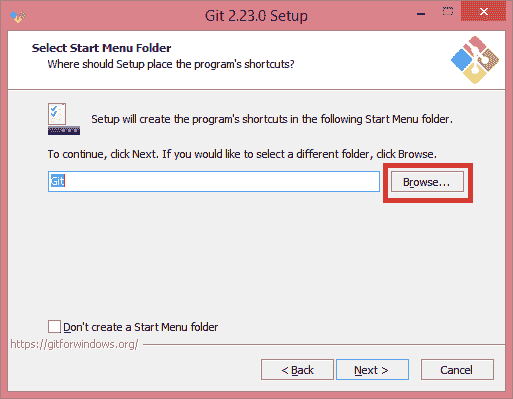 Git 2.23.0 Setup
Select Start Menu Folder
Where should Setup place the program's shortcuts?
Setup will create the program's shortcuts in the following Start Menu folder.
To continue, click Next. If you would like to select a different folder, click Browse.
Git
Browse...
Don't create a Start Menu folder
https://gitforwindows.org/
< Back
Next >
Cancel